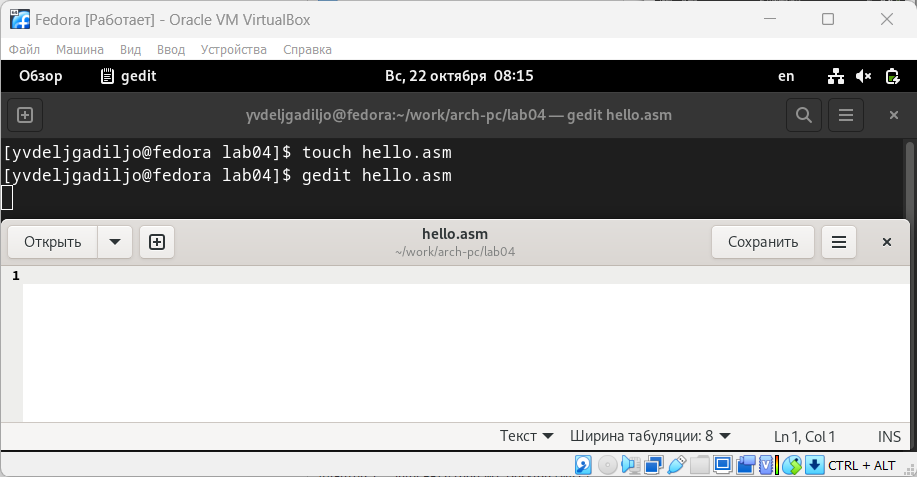 Fedora [Работает] - Oracle VM VirtualBox
Файл Машина Вид Ввод Устройства Справка
Обзор gedit Вс, 22 октября 08:15 en
yvdeljgadiljo@fedora:~/work/arch-pc/lab04 — gedit hello.asm
[yvdeljgadiljo@fedora lab04]$ touch hello.asm
[yvdeljgadiljo@fedora lab04]$ gedit hello.asm
Открыть hello.asm Сохранить
~/work/arch-pc/lab04
1
Текст Ширина табуляции: 8 Ln 1, Col 1 INS
CTRL + ALT